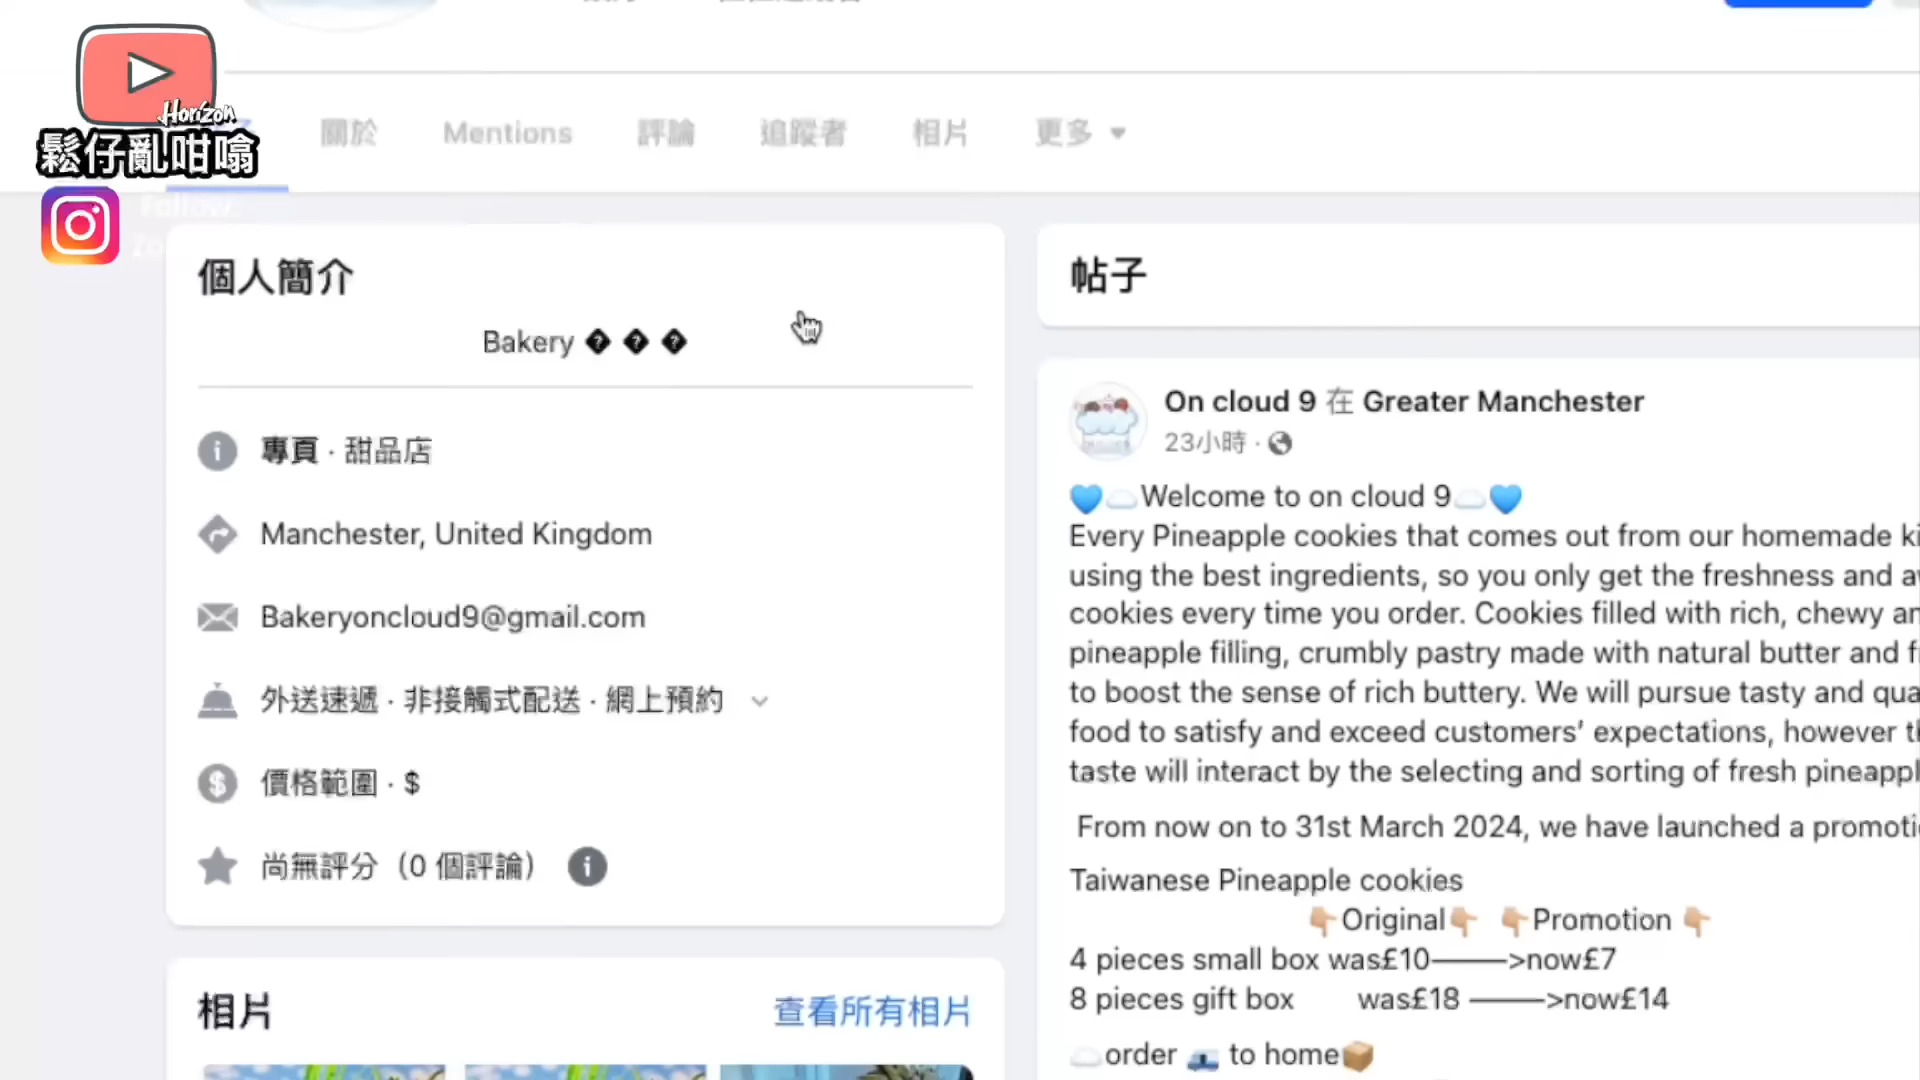 Horizon
鬆仔亂咁噏
關於
Mentions
評論
追蹤者
相片
更多
Follow:
個人簡介
Bakery � � �
專頁 · 甜品店
Manchester, United Kingdom
Bakeryoncloud9@gmail.com
外送速遞 · 非接觸式配送 · 網上預約
價格範圍 · $
尚無評分（0 個評論）
相片
查看所有相片
帖子
On cloud 9 在 Greater Manchester
23小時 ·
💙☁️Welcome to on cloud 9☁️💙
Every Pineapple cookies that comes out from our homemade ki
using the best ingredients, so you only get the freshness and a
cookies every time you order. Cookies filled with rich, chewy an
pineapple filling, crumbly pastry made with natural butter and f
to boost the sense of rich buttery. We will pursue tasty and qua
food to satisfy and exceed customers’ expectations, however th
taste will interact by the selecting and sorting of fresh pineappl
From now on to 31st March 2024, we have launched a promoti
Taiwanese Pineapple cookies
👇🏼Original👇🏼 👇🏼Promotion 👇🏼
4 pieces small box was£10———>now£7
8 pieces gift box was£18 ———>now£14
☁️order 🚙 to home📦